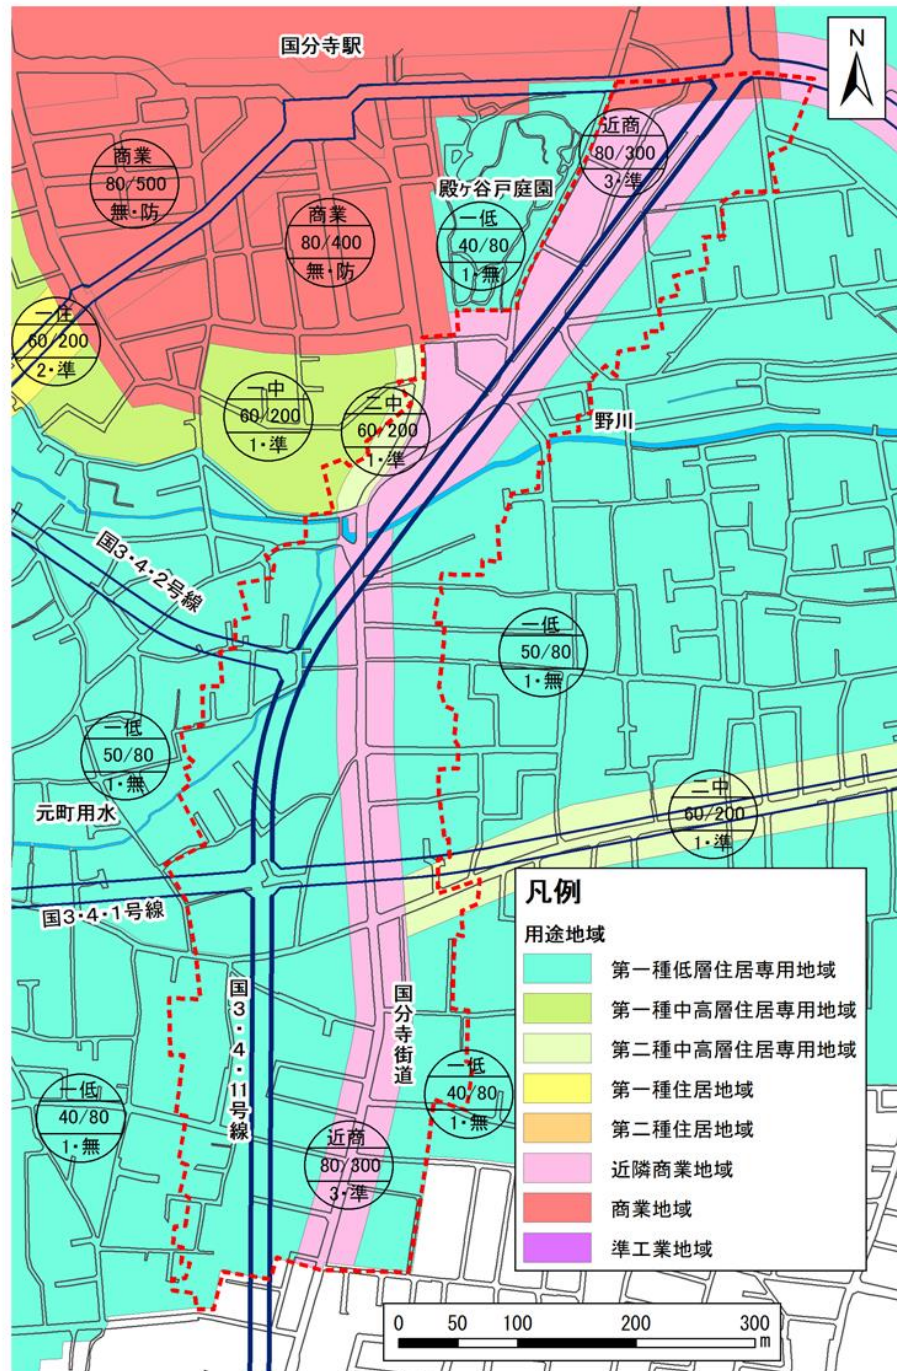 国分寺駅
N
商業
80/500
無・防
近商
80/300
3・準
殿ヶ谷戸庭園
商業
80/400
無・防
一低
40/80
1・無
一住
60/200
2・準
一中
60/200
1・準
二中
60/200
1・準
野川
国3・4・2号線
一低
50/80
1・無
一低
50/80
1・無
元町用水
二中
60/200
1・準
国3・4・1号線
国3・4・11号線
国分寺街道
一低
40/80
1・無
一低
40/80
1・無
近商
80/300
3・準
凡例
用途地域
第一種低層住居専用地域
第一種中高層住居専用地域
第二種中高層住居専用地域
第一種住居地域
第二種住居地域
近隣商業地域
商業地域
準工業地域
0 50 100 200 300
m